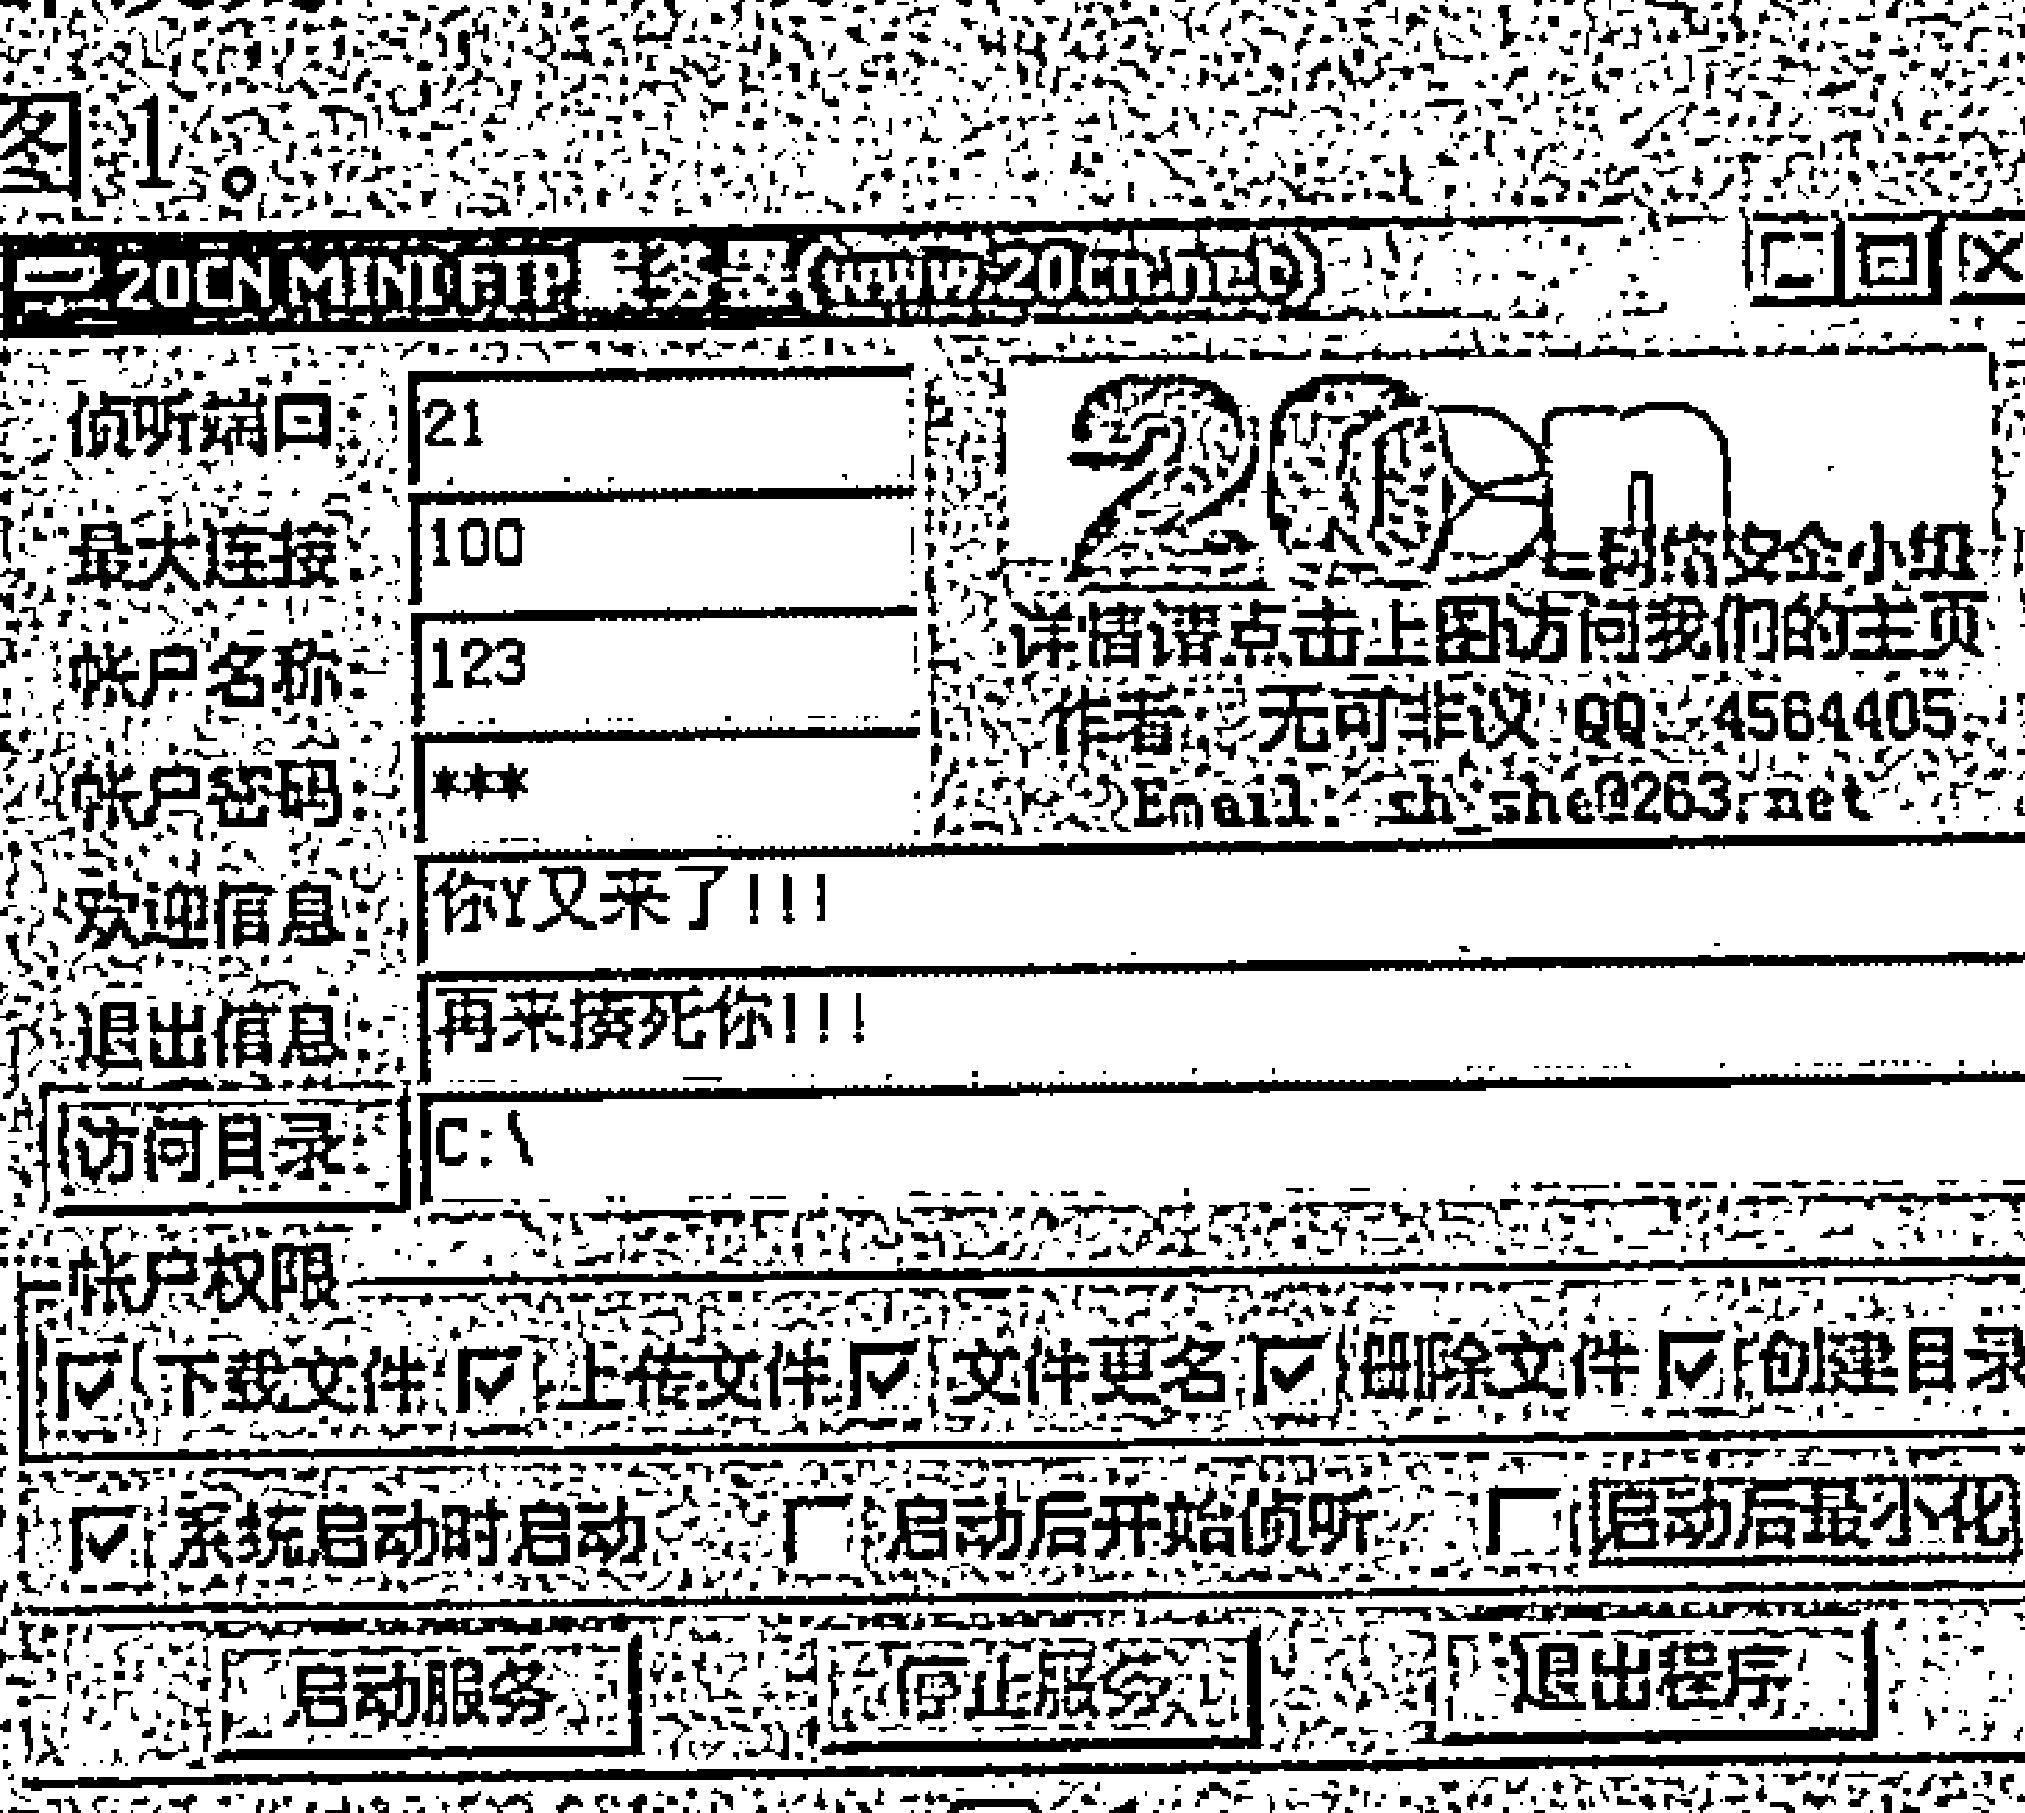 图1。
20CN MINI FTP服务器(www.20cn.net)
侦听端口: 21
最大连接: 100
帐户名称: 123
帐户密码: ***
20cn 网络安全小组
详情请点击上图访问我们的主页
作者: 无可非议 QQ: 4564405
Email: sh_she@263.net
欢迎信息: 你Y又来了!!!
退出信息: 再来揍死你!!!
访问目录: C:\
帐户权限
下载文件 上传文件 文件更名 删除文件 创建目录
系统启动时启动 启动后开始侦听 启动后最小化
启动服务 停止服务 退出程序